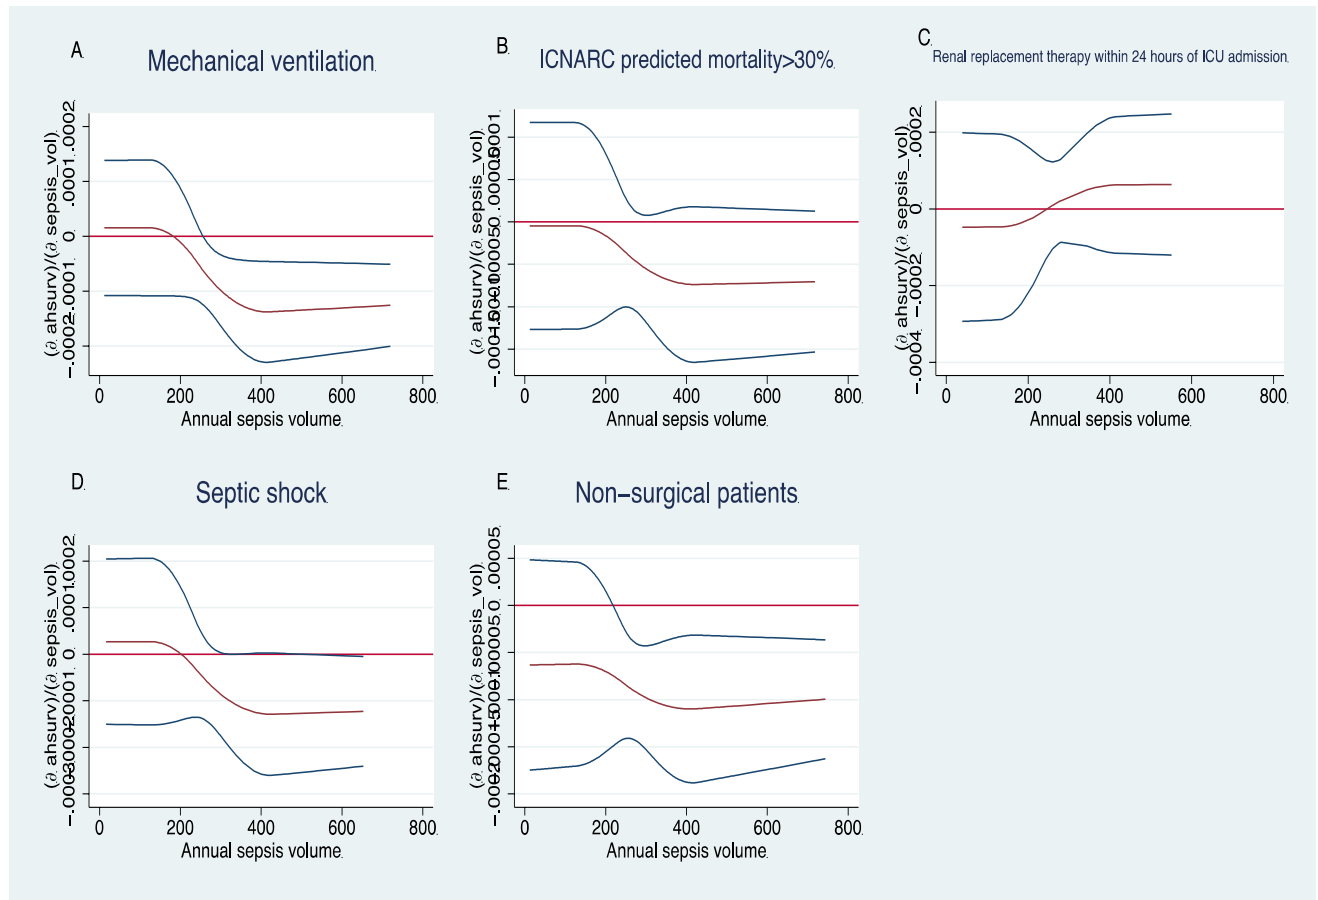 A.
Mechanical ventilation.
(∂ ahsurv)/(∂ sepsis_vol)
.0002
.0001
0
-.0001
-.0002
0 200 400 600 800
Annual sepsis volume
B.
ICNARC predicted mortality>30%.
(∂ ahsurv)/(∂ sepsis_vol)
0 200 400 600 800
Annual sepsis volume
C.
Renal replacement therapy within 24 hours of ICU admission.
(∂ ahsurv)/(∂ sepsis_vol)
.0002
0
-.0002
-.0004
0 200 400 600 800
Annual sepsis volume
D.
Septic shock
(∂ ahsurv)/(∂ sepsis_vol)
.0002
.0001
0
0 200 400 600 800
Annual sepsis volume
E.
Non-surgical patients
(∂ ahsurv)/(∂ sepsis_vol)
.00005
0
0 200 400 600 800
Annual sepsis volume